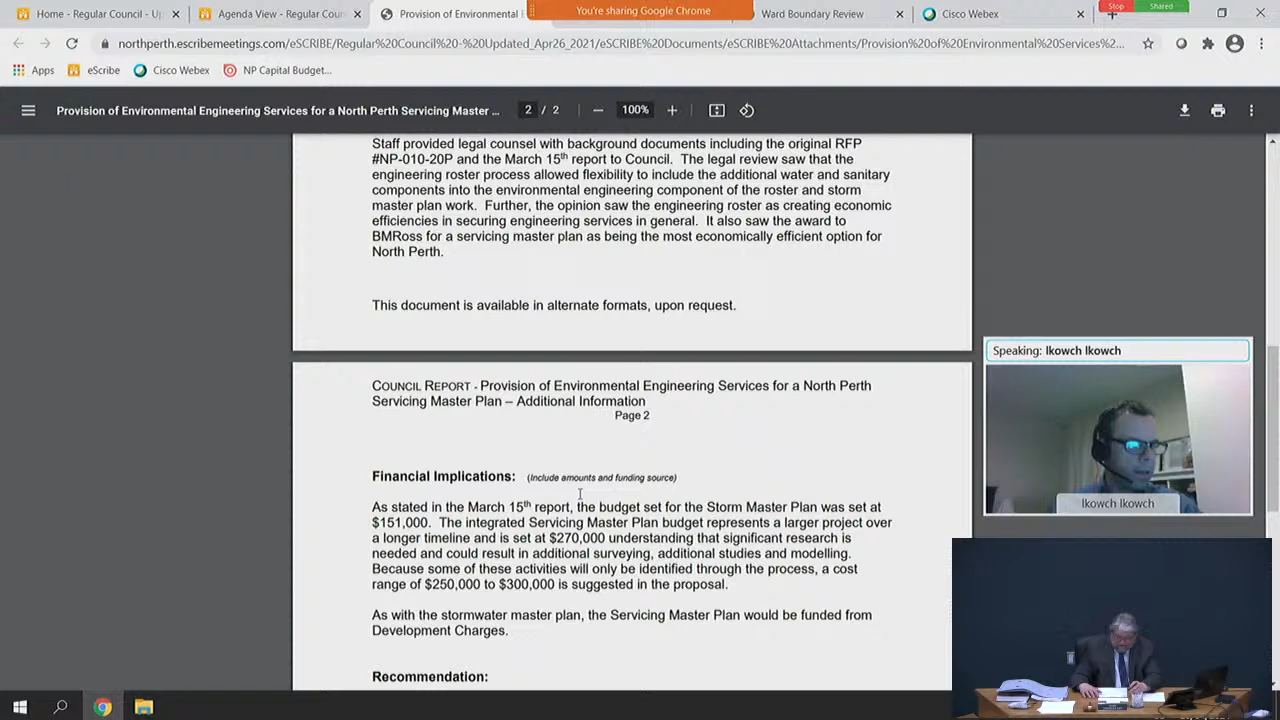 Home - Regular Council - Up
Agenda View - Regular Counc
Provision of Environmental E
You're sharing Google Chrome
Ward Boundary Review
Cisco Webex
Stop
Shared
northperth.escribemeetings.com/eSCRIBE/Regular%20Council%20-%20Updated_Apr26_2021/eSCRIBE%20Documents/eSCRIBE%20Attachments/Provision%20of%20Environmental%20Services%2...
Apps
eScribe
Cisco Webex
NP Capital Budget...
Provision of Environmental Engineering Services for a North Perth Servicing Master ...
2 / 2
100%
Staff provided legal counsel with background documents including the original RFP
#NP-010-20P and the March 15th report to Council. The legal review saw that the
engineering roster process allowed flexibility to include the additional water and sanitary
components into the environmental engineering component of the roster and storm
master plan work. Further, the opinion saw the engineering roster as creating economic
efficiencies in securing engineering services in general. It also saw the award to
BMRoss for a servicing master plan as being the most economically efficient option for
North Perth.
This document is available in alternate formats, upon request.
COUNCIL REPORT - Provision of Environmental Engineering Services for a North Perth
Servicing Master Plan – Additional Information
Page 2
Financial Implications: (Include amounts and funding source)
As stated in the March 15th report, the budget set for the Storm Master Plan was set at
$151,000. The integrated Servicing Master Plan budget represents a larger project over
a longer timeline and is set at $270,000 understanding that significant research is
needed and could result in additional surveying, additional studies and modelling.
Because some of these activities will only be identified through the process, a cost
range of $250,000 to $300,000 is suggested in the proposal.
As with the stormwater master plan, the Servicing Master Plan would be funded from
Development Charges.
Recommendation:
Speaking: lkowch lkowch
lkowch lkowch